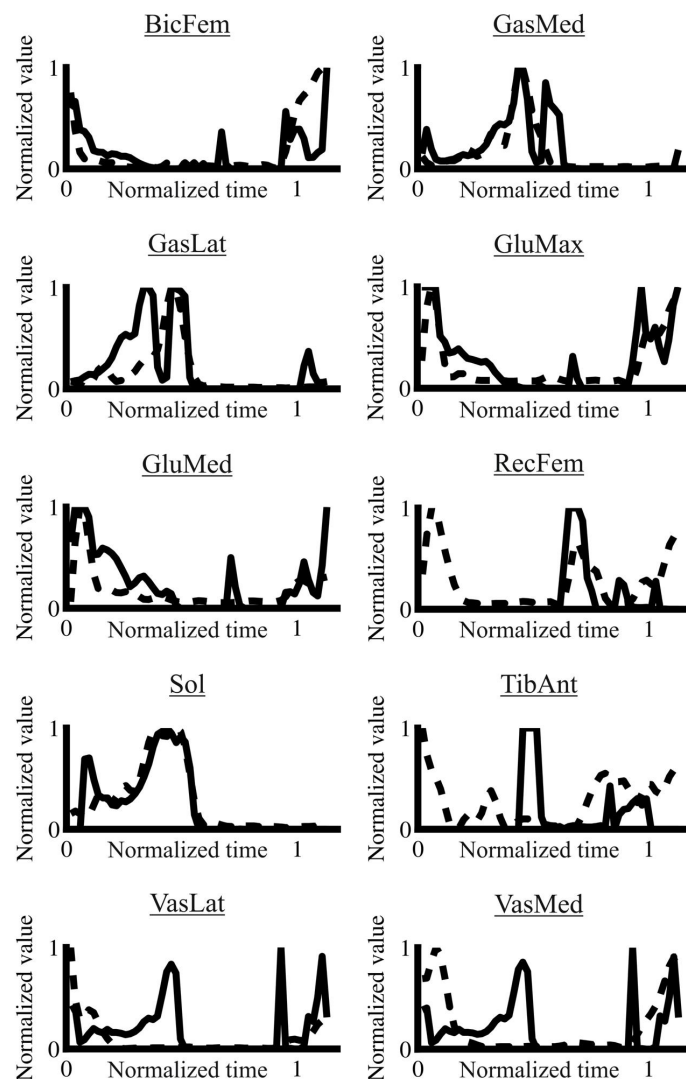 BicFem
GasMed
Normalized value
1
0
0
Normalized time
1
Normalized value
1
0
0
Normalized time
1
GasLat
GluMax
Normalized value
1
0
0
Normalized time
1
Normalized value
1
0
0
Normalized time
1
GluMed
RecFem
Normalized value
1
0
0
Normalized time
1
Normalized value
1
0
0
Normalized time
1
Sol
TibAnt
Normalized value
1
0
0
Normalized time
1
Normalized value
1
0
0
Normalized time
1
VasLat
VasMed
Normalized value
1
0
0
Normalized time
1
Normalized value
1
0
0
Normalized time
1